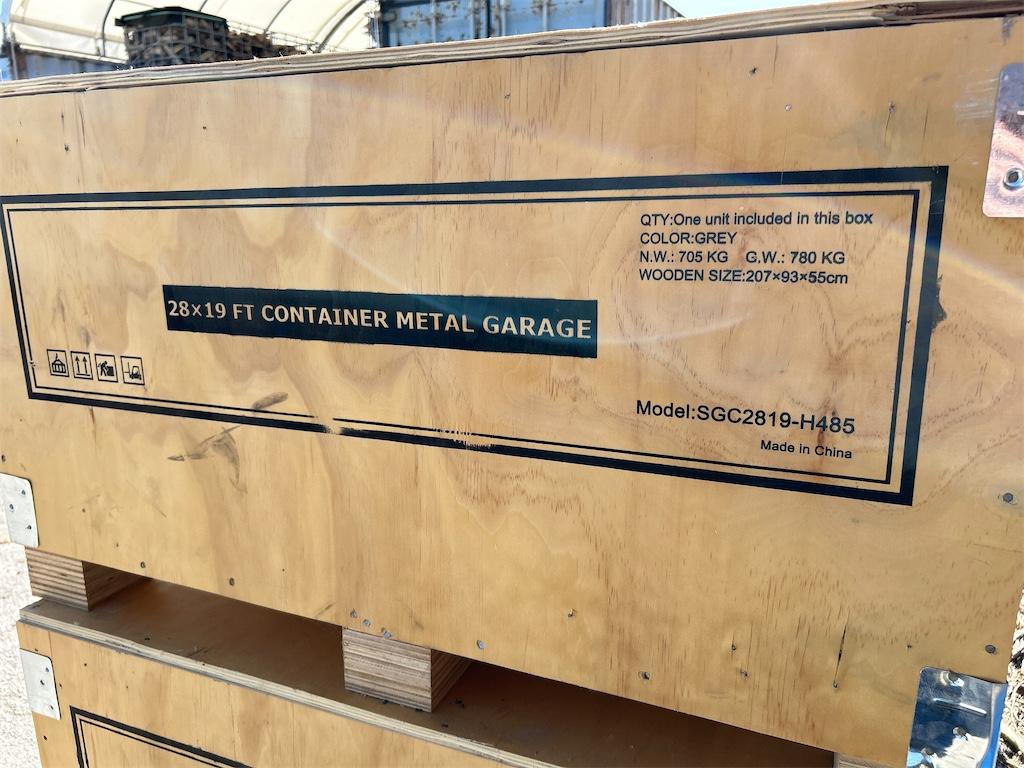 QTY:One unit included in this box
COLOR:GREY
N.W.: 705 KG G.W.: 780 KG
WOODEN SIZE:207×93×55cm
28×19 FT CONTAINER METAL GARAGE
Model:SGC2819-H485
Made in China